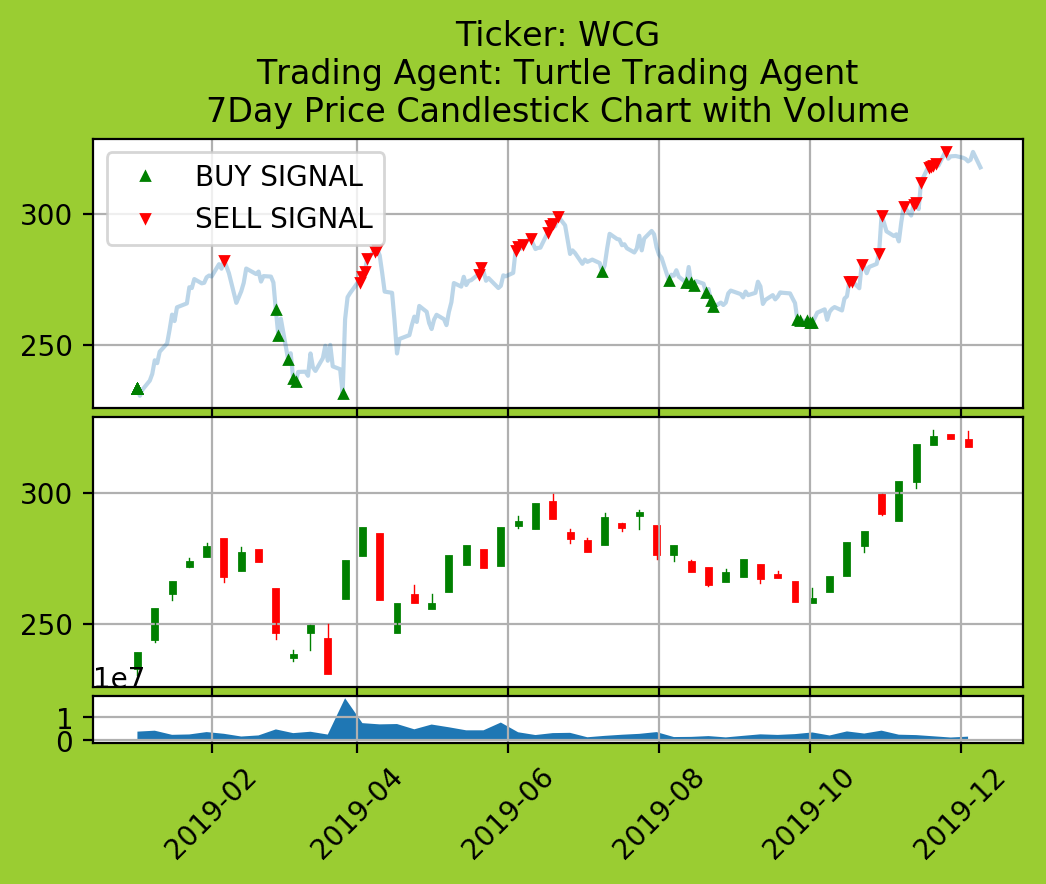 Ticker: WCG
Trading Agent: Turtle Trading Agent
7Day Price Candlestick Chart with Volume
BUY SIGNAL
SELL SIGNAL
300
250
300
250
1e7
1
0
2019-02
2019-04
2019-06
2019-08
2019-10
2019-12